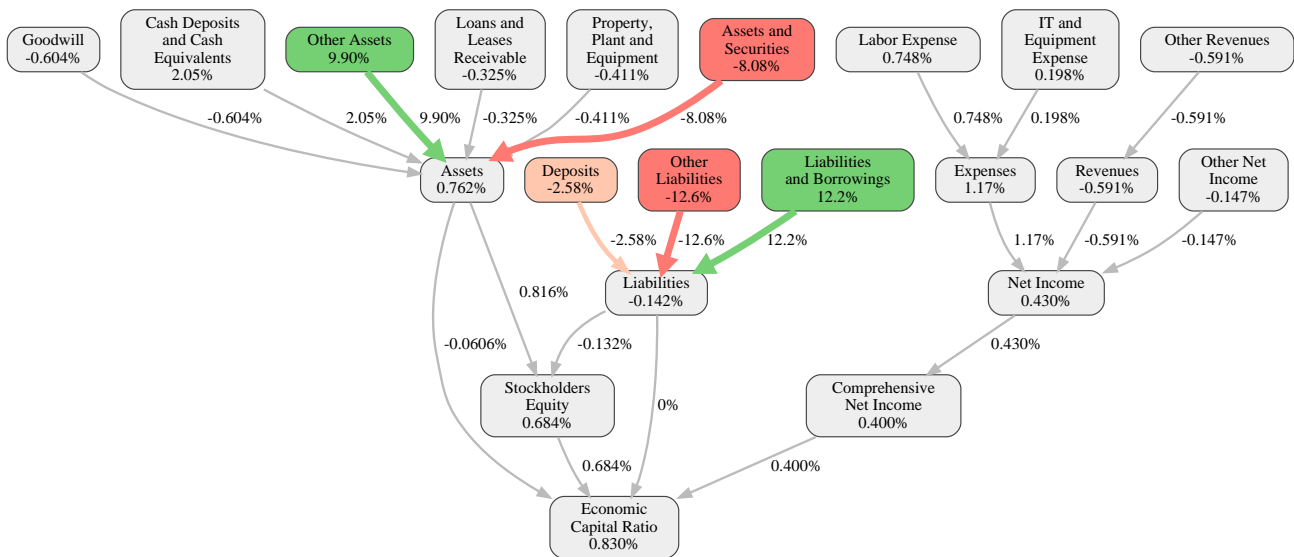 Goodwill
-0.604%
Cash Deposits
and Cash
Equivalents
2.05%
Other Assets
9.90%
Loans and
Leases
Receivable
-0.325%
Property,
Plant and
Equipment
-0.411%
Assets and
Securities
-8.08%
Labor Expense
0.748%
IT and
Equipment
Expense
0.198%
Other Revenues
-0.591%
-0.604%
2.05%
9.90%
-0.325%
-0.411%
-8.08%
0.748%
0.198%
-0.591%
Assets
0.762%
Deposits
-2.58%
Other
Liabilities
-12.6%
Liabilities
and Borrowings
12.2%
Expenses
1.17%
Revenues
-0.591%
Other Net
Income
-0.147%
-2.58%
-12.6%
12.2%
1.17%
-0.591%
-0.147%
0.816%
Liabilities
-0.142%
Net Income
0.430%
-0.0606%
-0.132%
0.430%
Stockholders
Equity
0.684%
0%
Comprehensive
Net Income
0.400%
0.684%
0.400%
Economic
Capital Ratio
0.830%